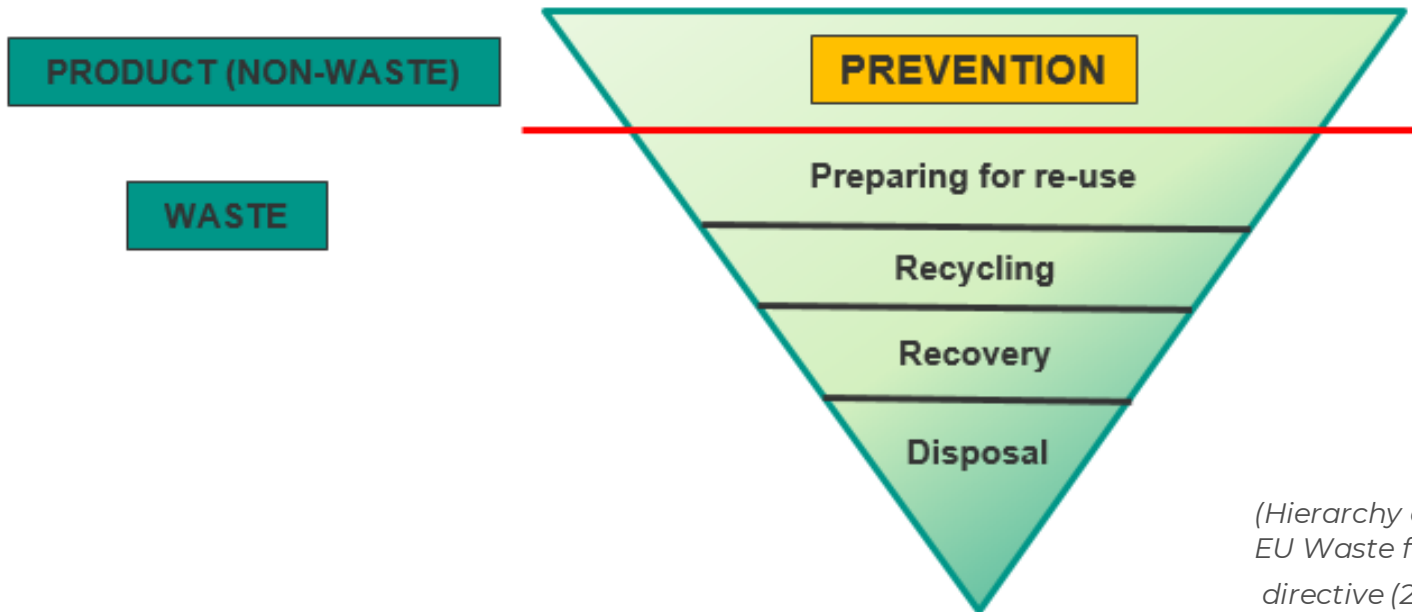 PRODUCT (NON-WASTE)
PREVENTION
Preparing for re-use
WASTE
Recycling
Recovery
Disposal
(Hierarchy
EU Waste
directive (2